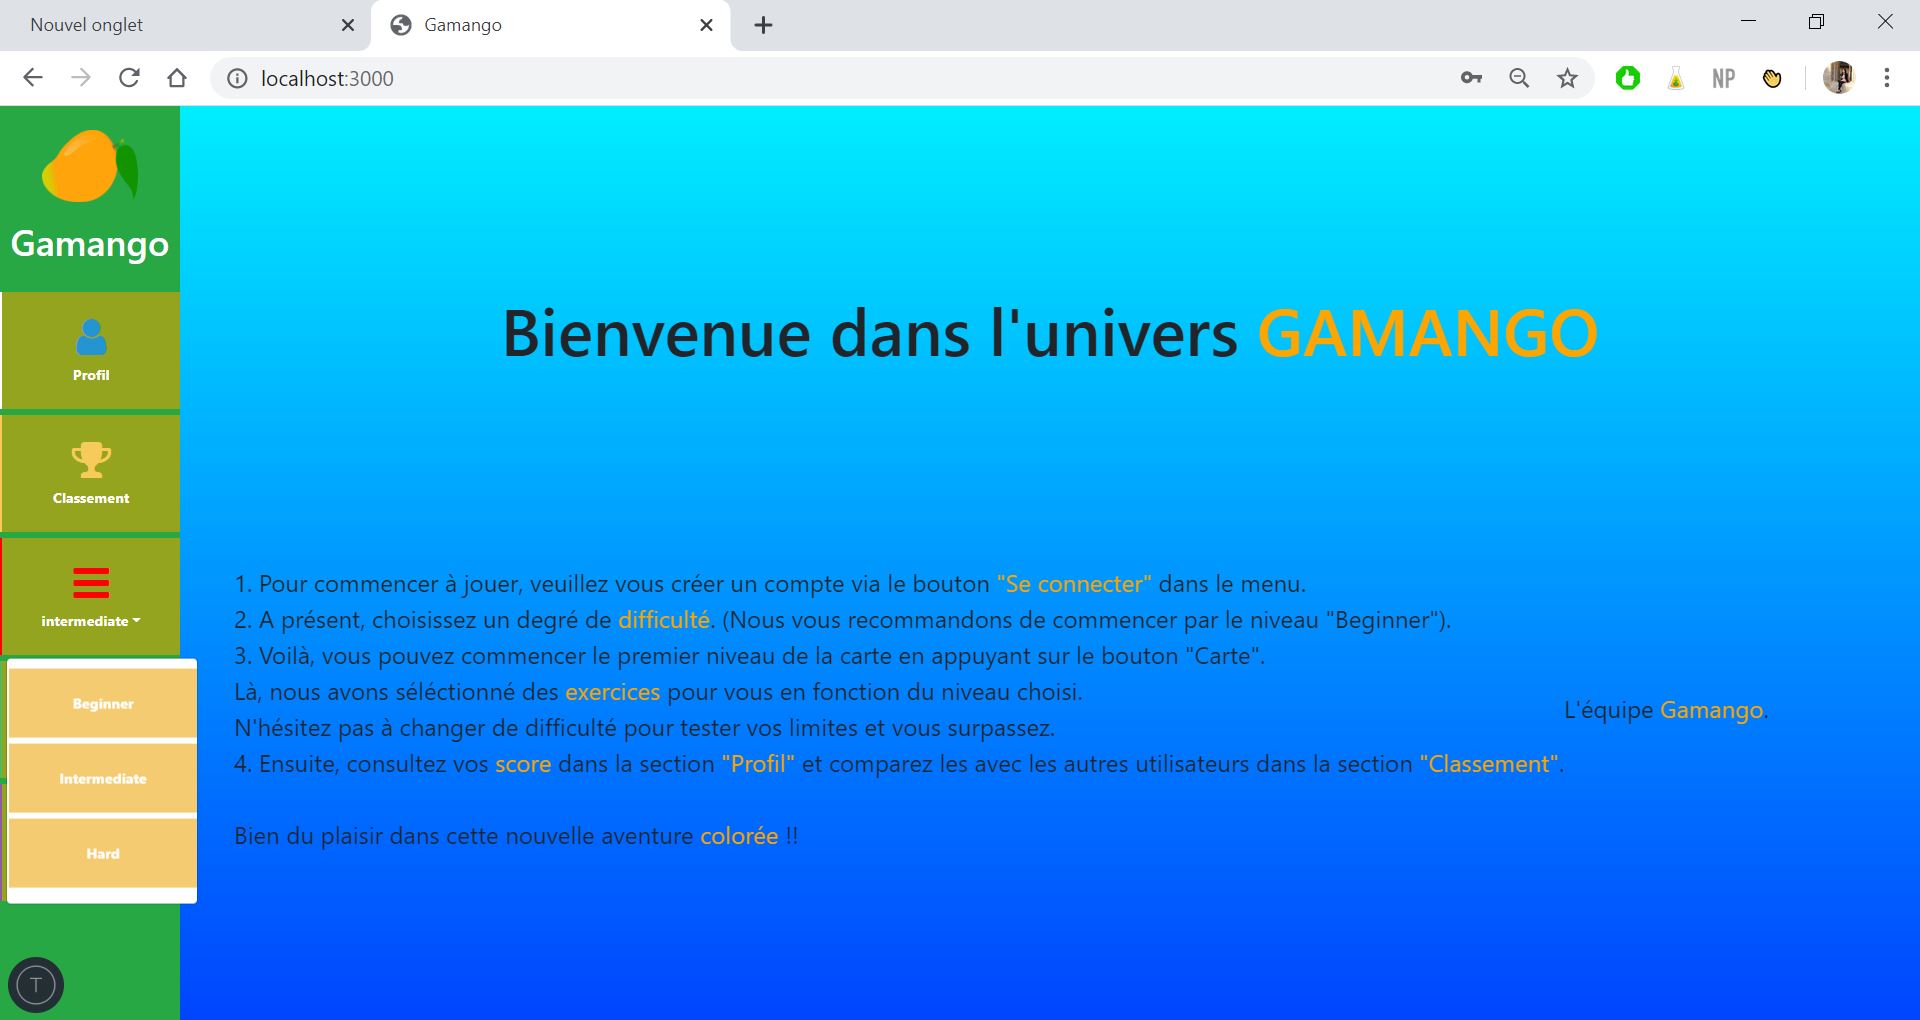 Nouvel onglet
Gamango
localhost:3000
NP
Gamango
Profil
Classement
intermediate
Beginner
Intermediate
Hard
T
Bienvenue dans l'univers GAMANGO
1. Pour commencer à jouer, veuillez vous créer un compte via le bouton "Se connecter" dans le menu.
2. A présent, choisissez un degré de difficulté. (Nous vous recommandons de commencer par le niveau "Beginner").
3. Voilà, vous pouvez commencer le premier niveau de la carte en appuyant sur le bouton "Carte".
Là, nous avons séléctionné des exercices pour vous en fonction du niveau choisi.
N'hésitez pas à changer de difficulté pour tester vos limites et vous surpassez.
4. Ensuite, consultez vos score dans la section "Profil" et comparez les avec les autres utilisateurs dans la section "Classement".
Bien du plaisir dans cette nouvelle aventure colorée !!
L'équipe Gamango.